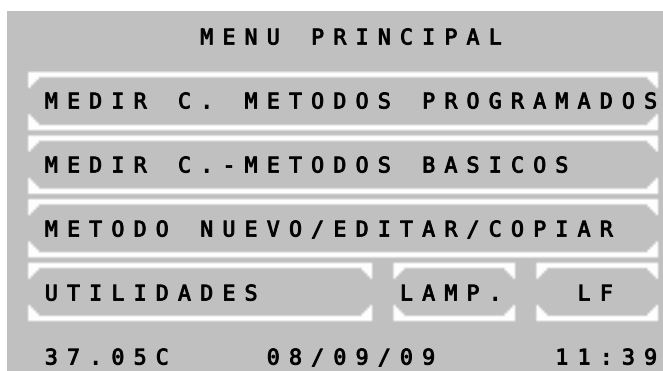 MENU PRINCIPAL
MEDIR C. METODOS PROGRAMADOS
MEDIR C.-METODOS BASICOS
METODO NUEVO/EDITAR/COPIAR
UTILIDADES LAMP. LF
37.05C 08/09/09 11:39